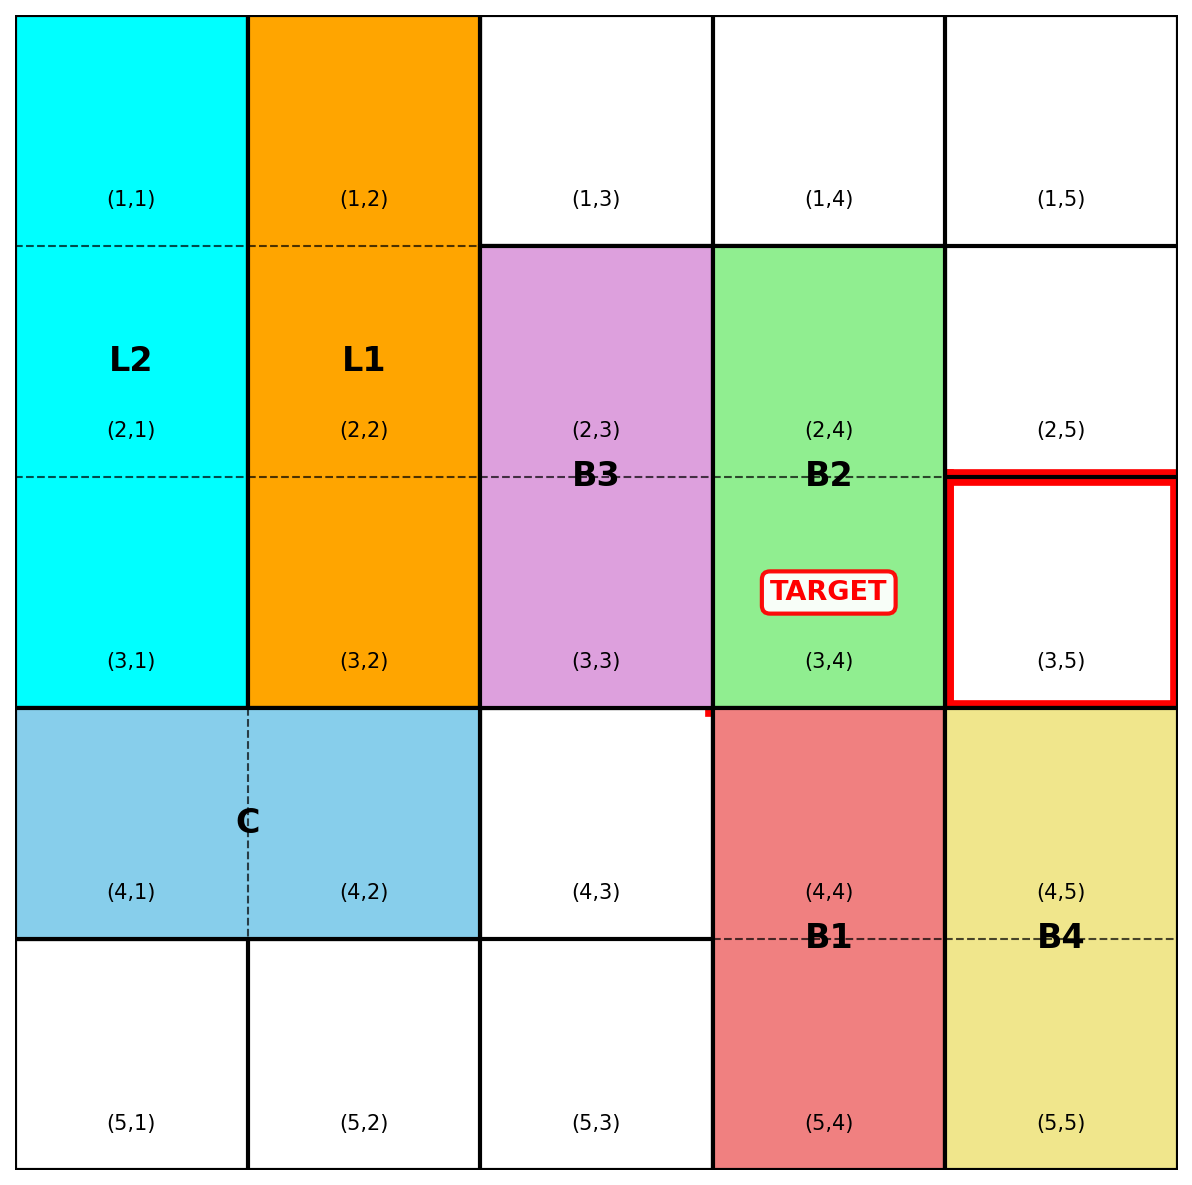 (1,1) (1,2) (1,3) (1,4) (1,5)
L2 L1
(2,1) (2,2) (2,3) (2,4) (2,5)
B3 B2
TARGET
(3,1) (3,2) (3,3) (3,4) (3,5)
C
(4,1) (4,2) (4,3) (4,4) (4,5)
B1 B4
(5,1) (5,2) (5,3) (5,4) (5,5)